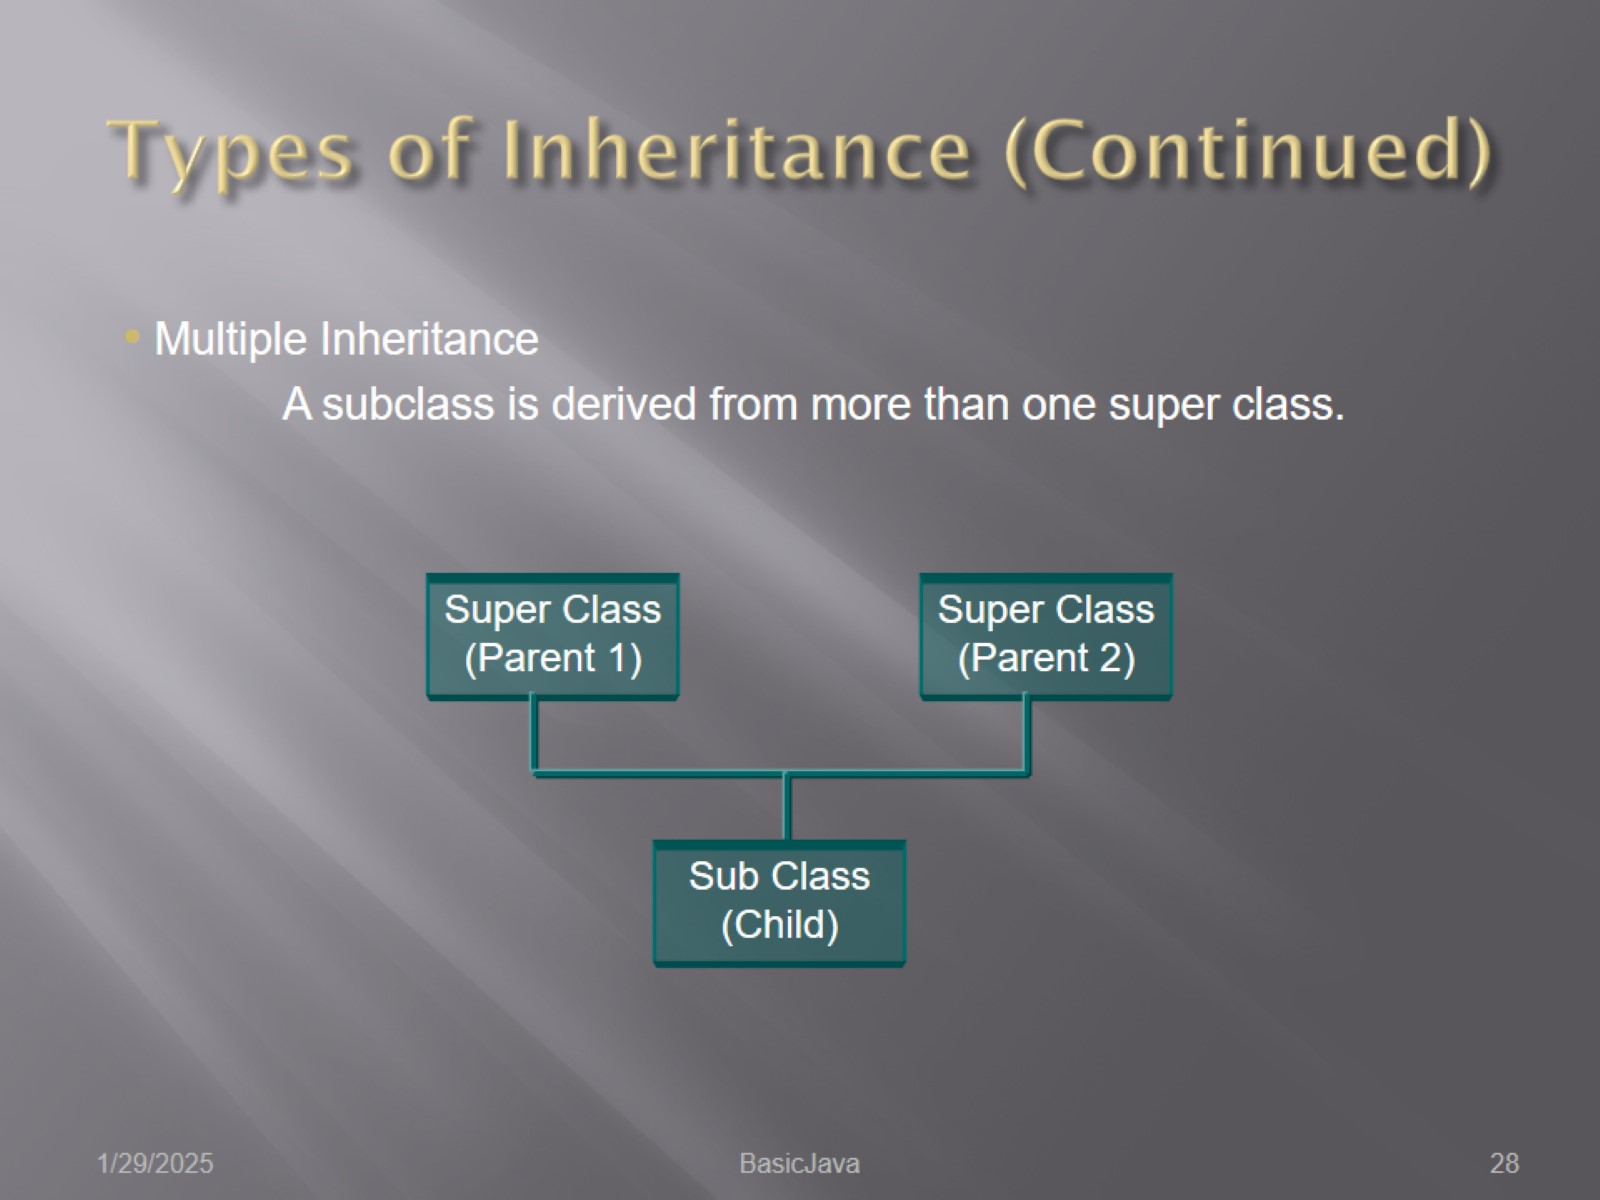 Types of Inheritance (Continued)
• Multiple Inheritance
A subclass is derived from more than one super class.
Super Class
(Parent 1)
Super Class
(Parent 2)
Sub Class
(Child)
1/29/2025
BasicJava
28